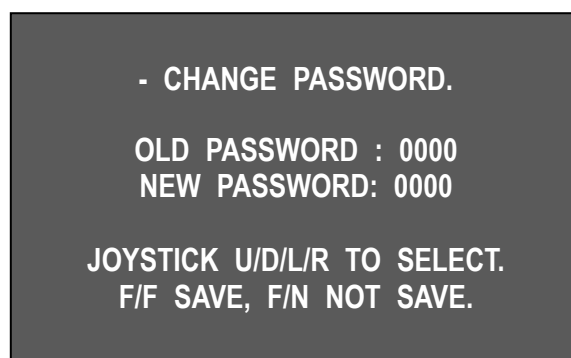 - CHANGE PASSWORD.
OLD PASSWORD : 0000
NEW PASSWORD: 0000
JOYSTICK U/D/L/R TO SELECT.
F/F SAVE, F/N NOT SAVE.